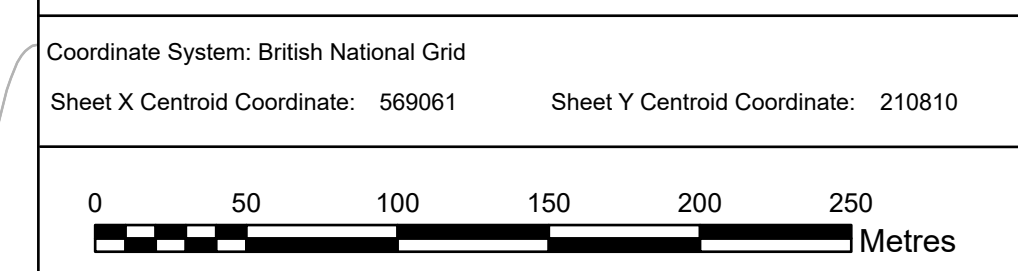 Coordinate System: British National Grid
Sheet X Centroid Coordinate: 569061 Sheet Y Centroid Coordinate: 210810
0 50 100 150 200 250
Metres